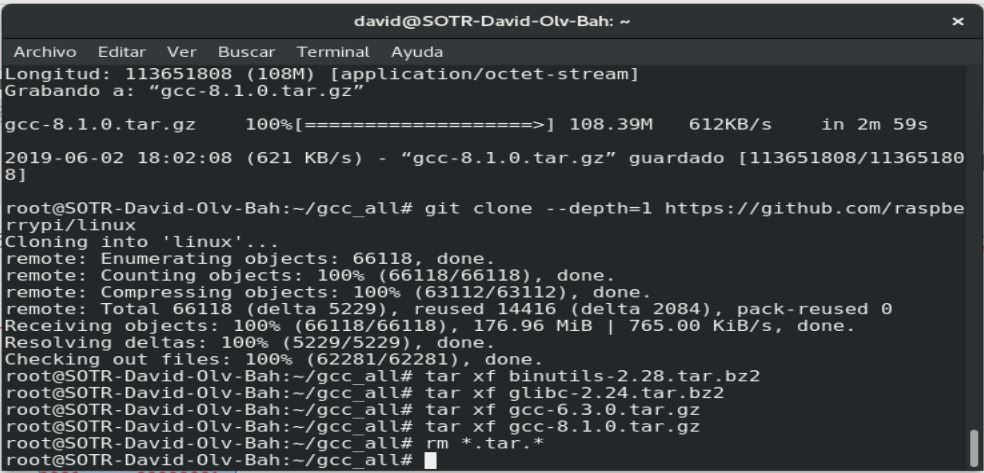 david@SOTR-David-Olv-Bah: ~ ×
Archivo Editar Ver Buscar Terminal Ayuda
Longitud: 113651808 (108M) [application/octet-stream]
Grabando a: “gcc-8.1.0.tar.gz”
gcc-8.1.0.tar.gz 100%[===================>] 108.39M 612KB/s in 2m 59s
2019-06-02 18:02:08 (621 KB/s) - “gcc-8.1.0.tar.gz” guardado [113651808/11365180
8]
root@SOTR-David-Olv-Bah:~/gcc_all# git clone --depth=1 https://github.com/raspbe
rrypi/linux
Cloning into 'linux'...
remote: Enumerating objects: 66118, done.
remote: Counting objects: 100% (66118/66118), done.
remote: Compressing objects: 100% (63112/63112), done.
remote: Total 66118 (delta 5229), reused 14416 (delta 2084), pack-reused 0
Receiving objects: 100% (66118/66118), 176.96 MiB | 765.00 KiB/s, done.
Resolving deltas: 100% (5229/5229), done.
Checking out files: 100% (62281/62281), done.
root@SOTR-David-Olv-Bah:~/gcc_all# tar xf binutils-2.28.tar.bz2
root@SOTR-David-Olv-Bah:~/gcc_all# tar xf glibc-2.24.tar.bz2
root@SOTR-David-Olv-Bah:~/gcc_all# tar xf gcc-6.3.0.tar.gz
root@SOTR-David-Olv-Bah:~/gcc_all# tar xf gcc-8.1.0.tar.gz
root@SOTR-David-Olv-Bah:~/gcc_all# rm *.tar.*
root@SOTR-David-Olv-Bah:~/gcc_all#